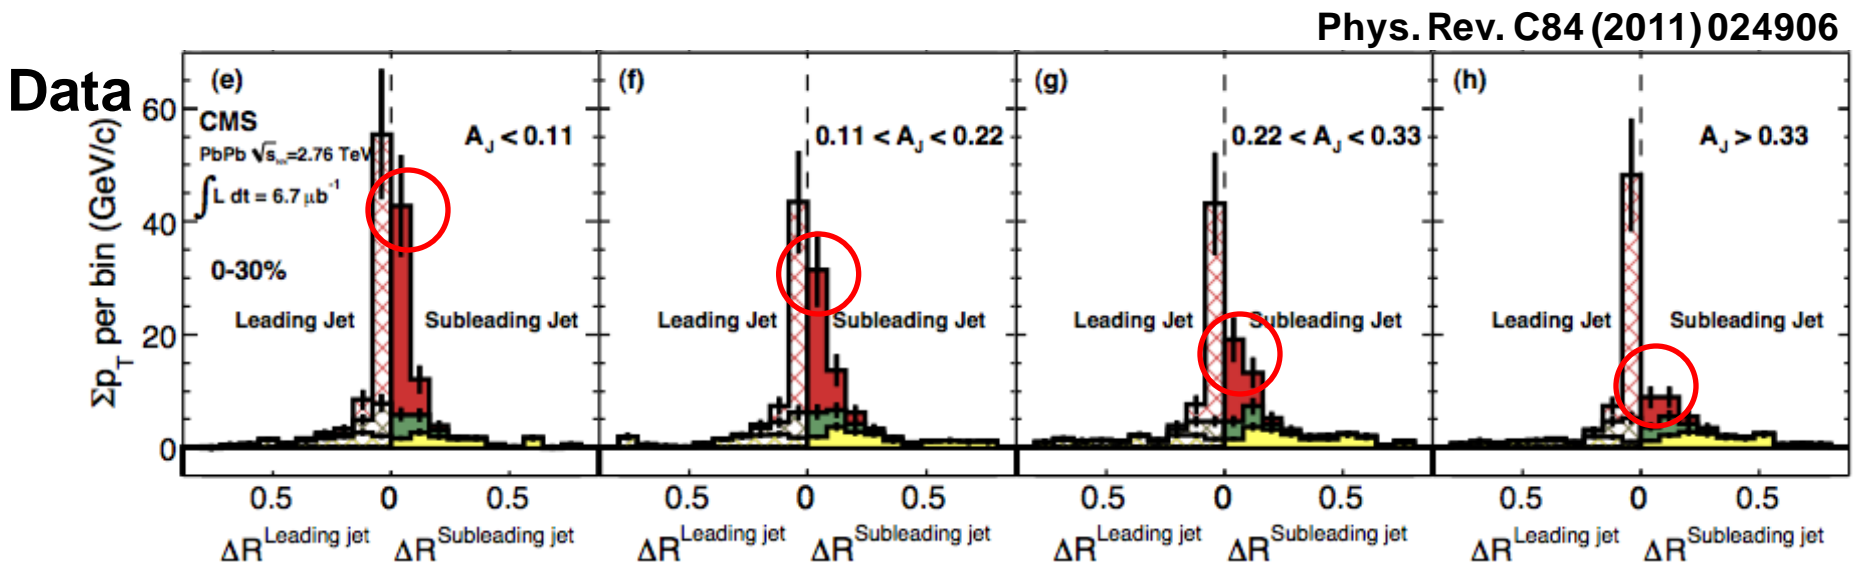 Phys. Rev. C84 (2011) 024906
Data
Σp_T per bin (GeV/c)
60
40
20
0
(e)
CMS
PbPb √s_NN=2.76 TeV
∫L dt = 6.7 μb⁻¹
0-30%
A_J < 0.11
Leading Jet
Subleading Jet
(f)
0.11 < A_J < 0.22
Leading Jet
Subleading Jet
(g)
0.22 < A_J < 0.33
Leading Jet
Subleading Jet
(h)
A_J > 0.33
Leading Jet
Subleading Jet
0.5 0 0.5 0.5 0 0.5 0.5 0 0.5 0.5 0 0.5
ΔR^Leading jet ΔR^Subleading jet ΔR^Leading jet ΔR^Subleading jet ΔR^Leading jet ΔR^Subleading jet ΔR^Leading jet ΔR^Subleading jet